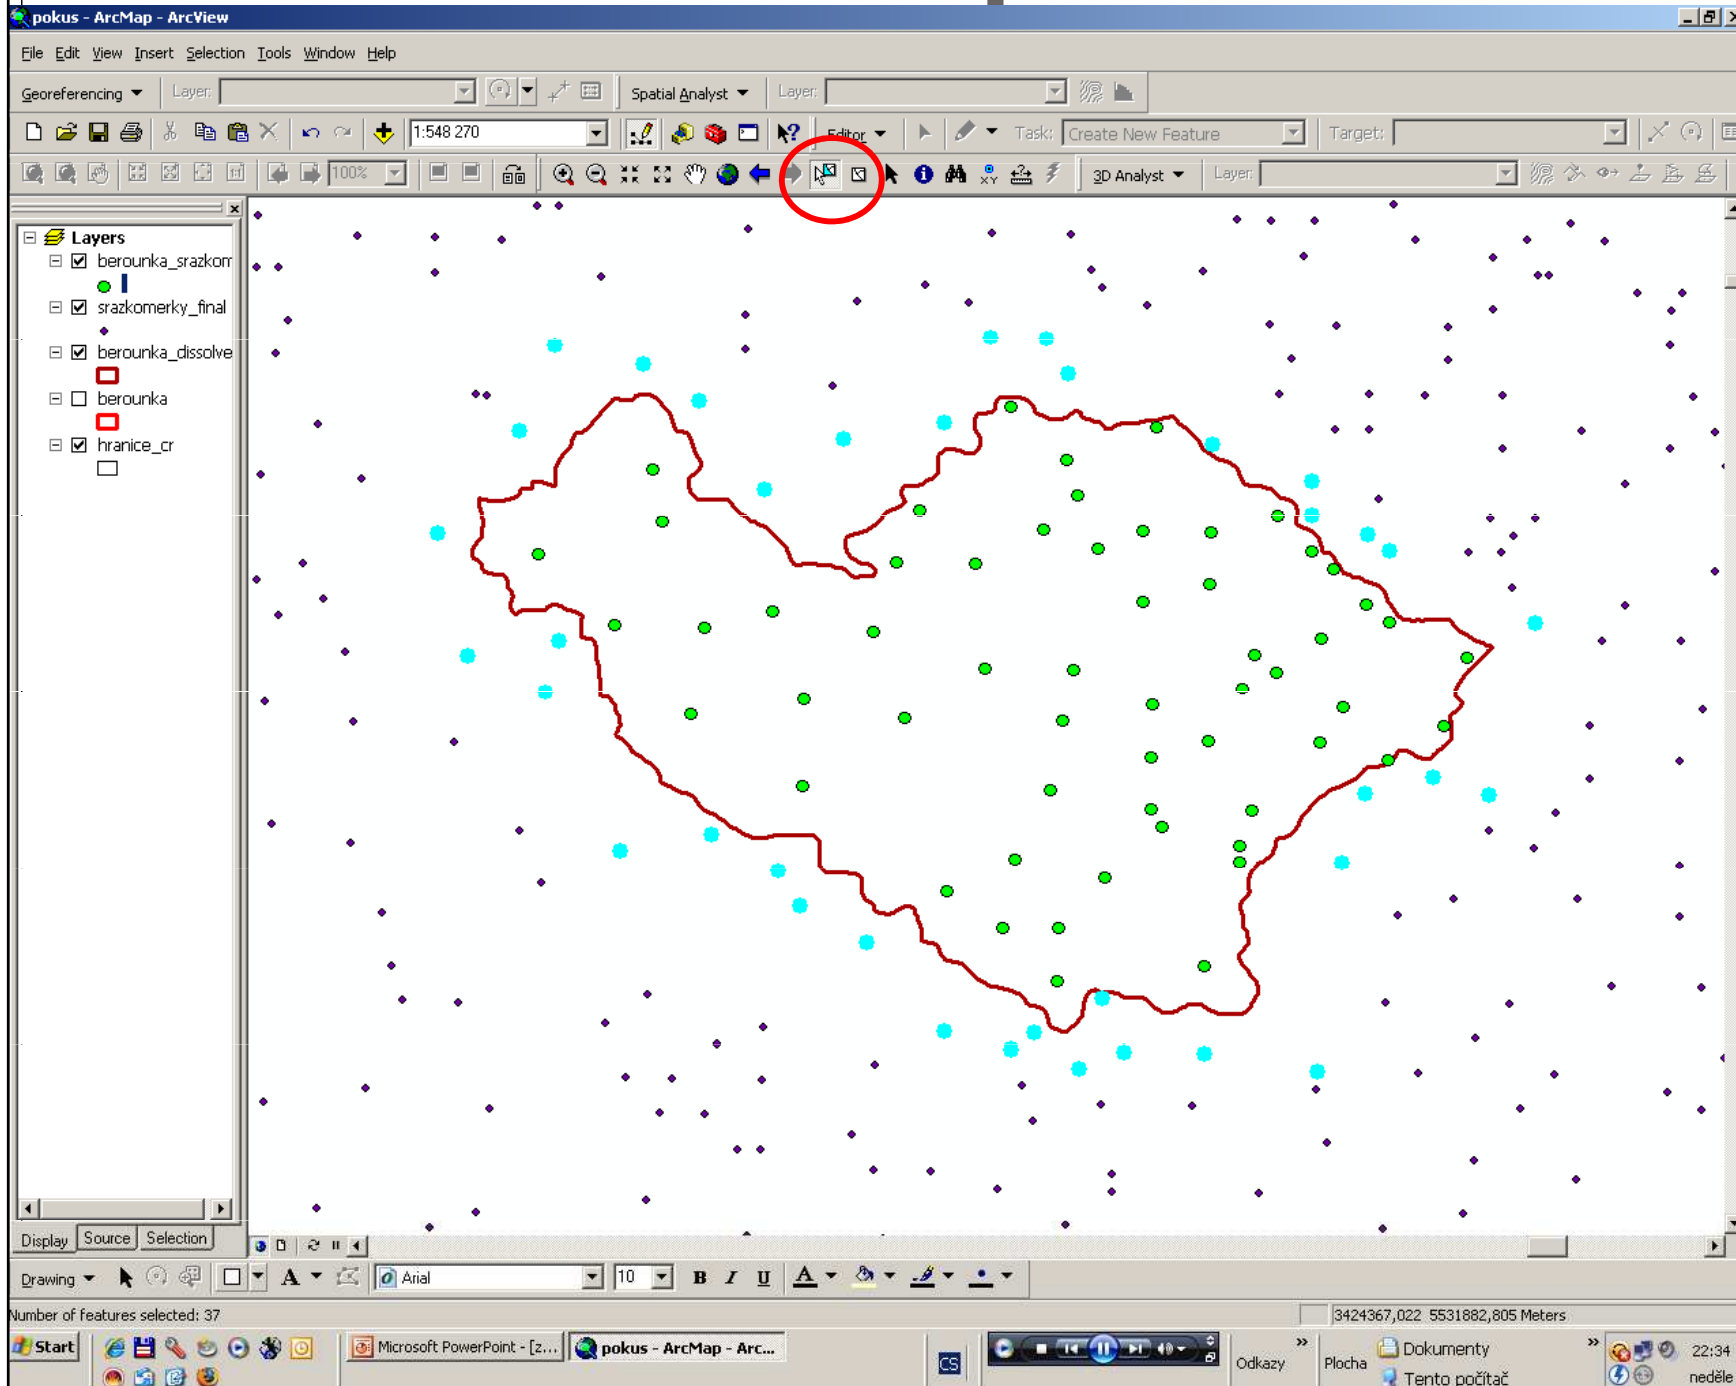 pokus - ArcMap - ArcView
File Edit View Insert Selection Tools Window Help
Georeferencing Layer: Spatial Analyst Layer:
1:548 270 Editor Task: Create New Feature Target:
100% 3D Analyst Layer:
Layers
berounka_srazkom
srazkomerky_final
berounka_dissolve
berounka
hranice_cr
Display Source Selection
Drawing A Arial 10 B I U A
Number of features selected: 37 3424367,022 5531882,805 Meters
Start Microsoft PowerPoint - [z... pokus - ArcMap - Arc... CS Odkazy Plocha Dokumenty 22:34
Tento počítač neděle